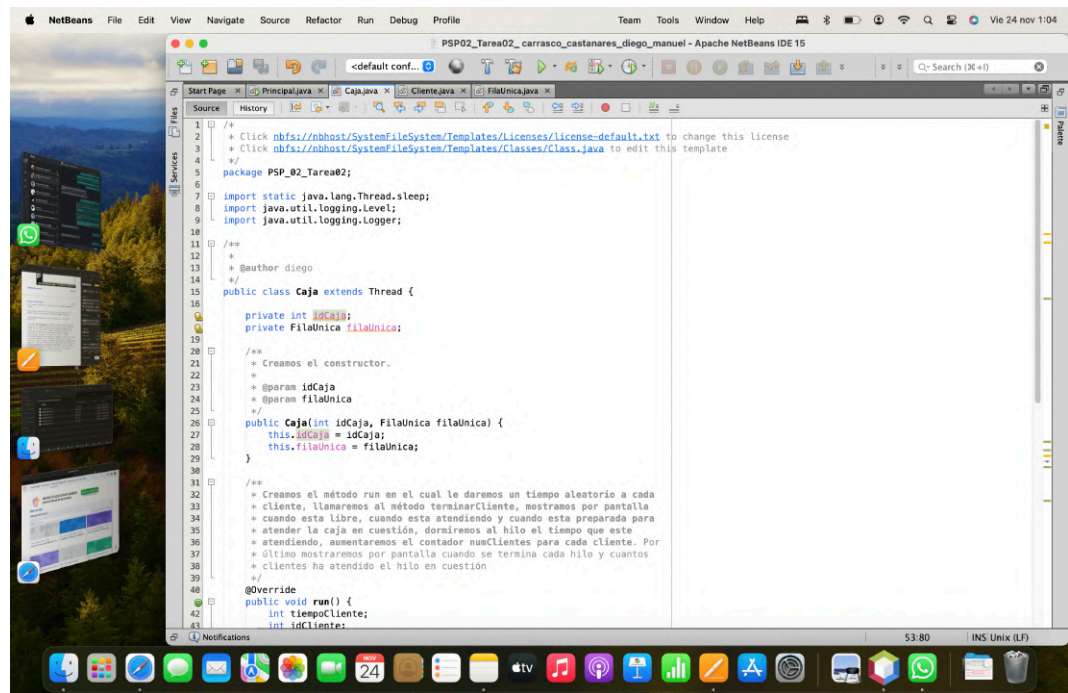 NetBeans File Edit View Navigate Source Refactor Run Debug Profile Team Tools Window Help Vie 24 nov 1:04
PSP02_Tarea02_ carrasco_castanares_diego_manuel - Apache NetBeans IDE 15
<default conf... Search (⌘+I)
Start Page Principal.java Caja.java Cliente.java FilaUnica.java
Source History
Files
Services
Palette
1 /*
2 * Click nbfs://nbhost/SystemFileSystem/Templates/Licenses/license-default.txt to change this license
3 * Click nbfs://nbhost/SystemFileSystem/Templates/Classes/Class.java to edit this template
4 */
5 package PSP_02_Tarea02;
6
7 import static java.lang.Thread.sleep;
8 import java.util.logging.Level;
9 import java.util.logging.Logger;
10
11 /**
12 *
13 * @author diego
14 */
15 public class Caja extends Thread {
16
private int idCaja;
private FilaUnica filaUnica;
19
20 /**
21 * Creamos el constructor.
22 *
23 * @param idCaja
24 * @param filaUnica
25 */
26 public Caja(int idCaja, FilaUnica filaUnica) {
27 this.idCaja = idCaja;
28 this.filaUnica = filaUnica;
29 }
30
31 /**
32 * Creamos el método run en el cual le daremos un tiempo aleatorio a cada
33 * cliente, llamaremos al método terminarCliente, mostramos por pantalla
34 * cuando esta libre, cuando esta atendiendo y cuando esta preparada para
35 * atender la caja en cuestión, dormiremos al hilo el tiempo que este
36 * atendiendo, aumentaremos el contador numClientes para cada cliente. Por
37 * último mostraremos por pantalla cuando se termina cada hilo y cuantos
38 * clientes ha atendido el hilo en cuestión
39 */
40 @Override
public void run() {
42 int tiempoCliente;
43 int idCliente;
Notifications 53:80 INS Unix (LF)
NOV
24
tv